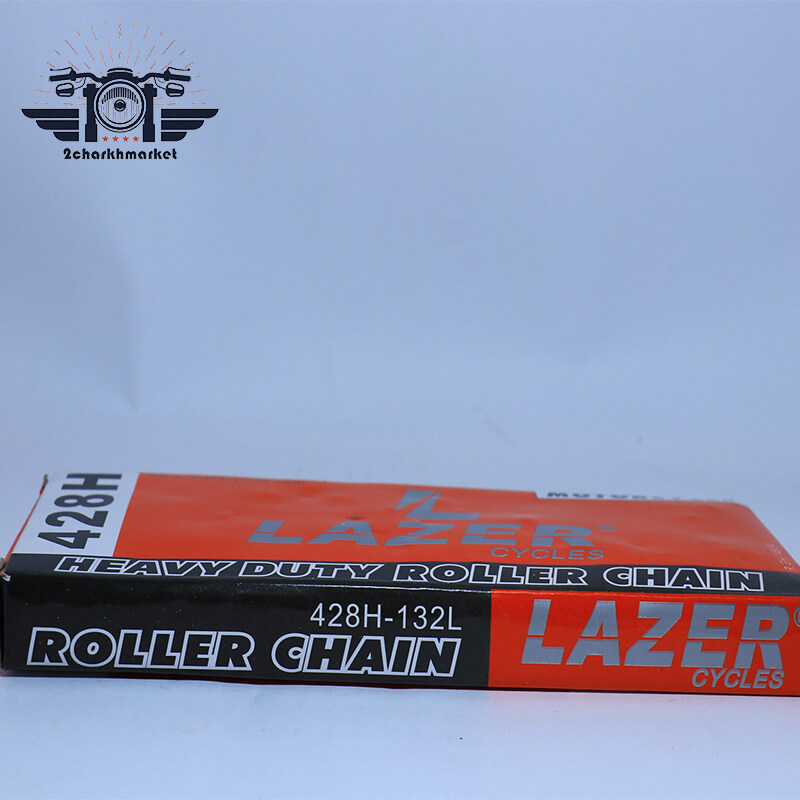 2charkhmarket
428H
LAZER®
CYCLES
HEAVY DUTY ROLLER CHAIN
428H-132L
ROLLER CHAIN
LAZER®
CYCLES